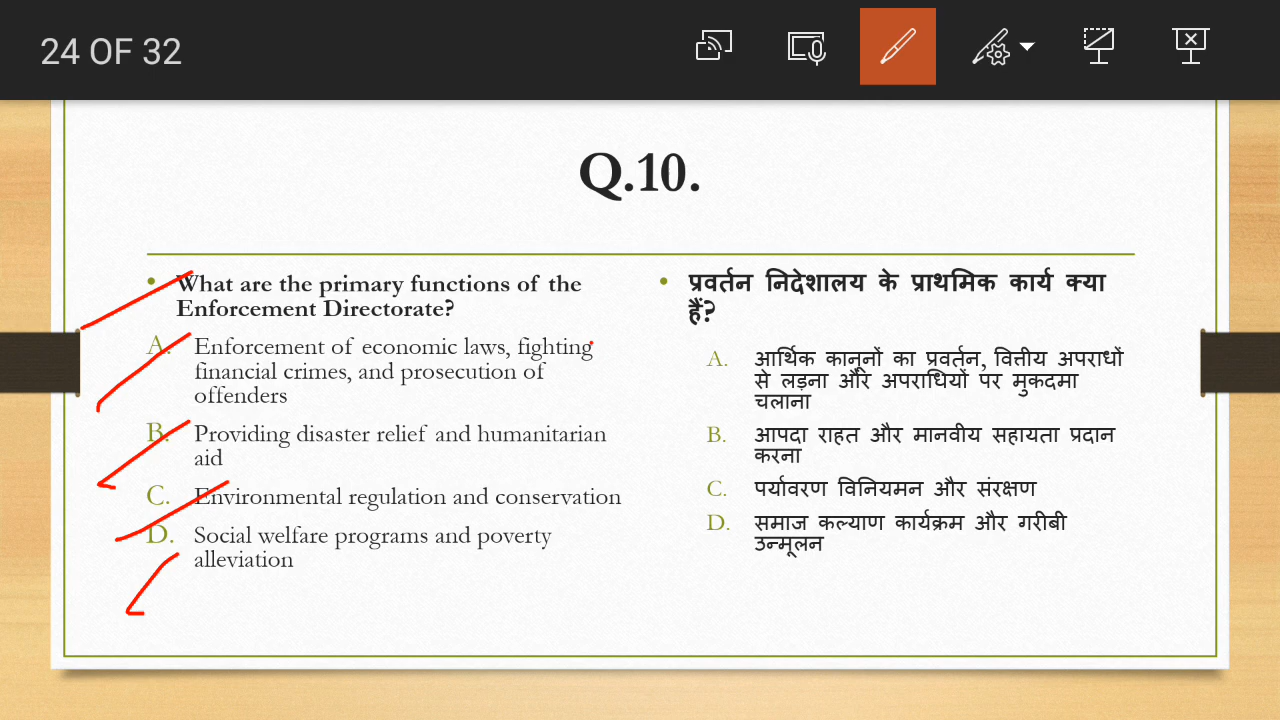 24 OF 32
Q.10.
• What are the primary functions of the
Enforcement Directorate?
A. Enforcement of economic laws, fighting
financial crimes, and prosecution of
offenders
B. Providing disaster relief and humanitarian
aid
C. Environmental regulation and conservation
D. Social welfare programs and poverty
alleviation
• प्रवर्तन निदेशालय के प्राथमिक कार्य क्या
हैं?
A. आर्थिक कानूनों का प्रवर्तन, वित्तीय अपराधों
से लड़ना और अपराधियों पर मुकदमा
चलाना
B. आपदा राहत और मानवीय सहायता प्रदान
करना
C. पर्यावरण विनियमन और संरक्षण
D. समाज कल्याण कार्यक्रम और गरीबी
उन्मूलन